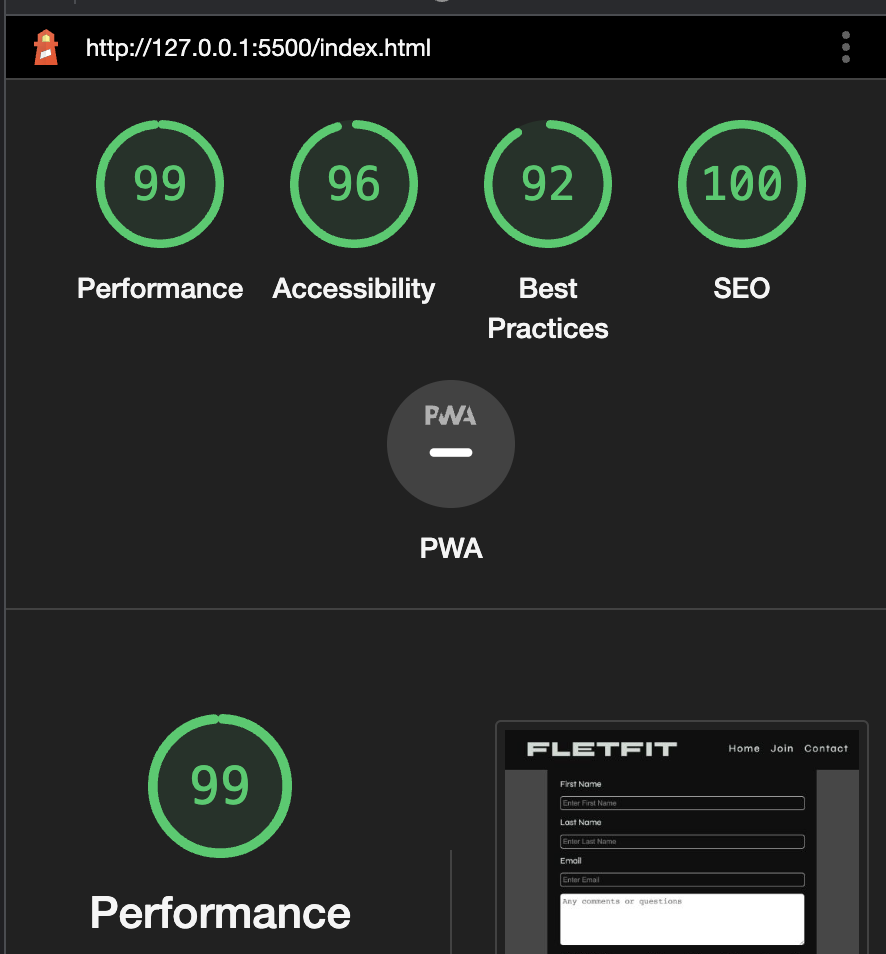 http://127.0.0.1:5500/index.html
99
96
92
100
Performance
Accessibility
Best
Practices
SEO
PWA
PWA
99
Performance
FLETFIT
Home Join Contact
First Name
Enter First Name
Last Name
Enter Last Name
Email
Enter Email
Any comments or questions